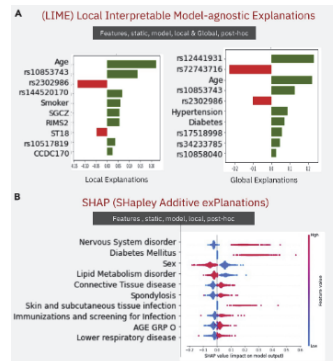 A
(LIME) Local Interpretable Model-agnostic Explanations
Features, static, model, local & Global, post-hoc
Age
rs10853743
rs2302986
rs144520170
Smoker
SGCZ
RIMS2
ST18
rs10517819
CCDC170
Local Explanations
rs12441931
rs72743716
Age
rs10853743
rs2302986
Hypertension
Diabetes
rs17518998
rs34233785
rs10858040
Global Explanations
B
SHAP (SHapley Additive exPlanations)
Features, static, model, local, post-hoc
Nervous System disorder
Diabetes Mellitus
Sex
Lipid Metabolism disorder
Connective Tissue disease
Spondylosis
Skin and subcutaneous tissue infection
Immunizations and screening for Infection
AGE GRP O
Lower respiratory disease
High
Feature value
Low
SHAP value (impact on model output)